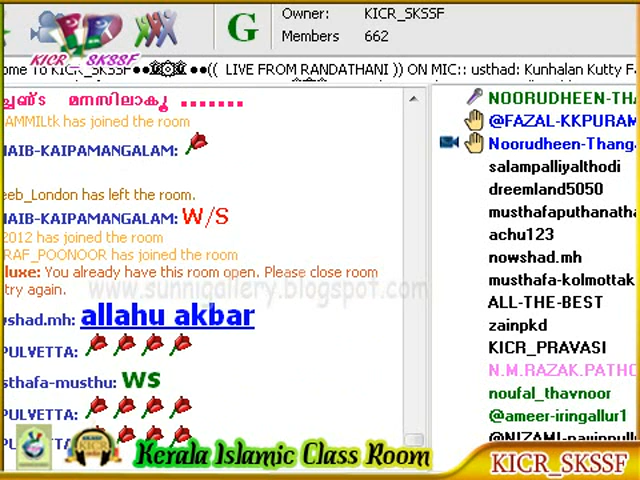 Owner: KICR_SKSSF
Members 662
KICR_SKSSF
G
ome To KICR_SKSSF ((  LIVE FROM RANDATHANI )) ON MIC:: usthad: Kunhalan Kutty F
മനസിലാകൂ .......
AMMILtk has joined the room
HAIB-KAIPAMANGALAM:
eeb_London has left the room.
HAIB-KAIPAMANGALAM: W/S
2012 has joined the room
RAF_POONOOR has joined the room
luxe: You already have this room open. Please close room
try again.
www.sunnigallery.blogspot.com
wshad.mh: allahu akbar
PULVETTA:
sthafa-musthu: ws
PULVETTA:
NOORUDHEEN-THA
@FAZAL-KKPURAM
Noorudheen-Thang
salampalliyalthodi
dreemland5050
musthafaputhanatha
achu123
nowshad.mh
musthafa-kolmottak
ALL-THE-BEST
zainpkd
KICR_PRAVASI
N.M.RAZAK.PATHO
noufal_thavnoor
@ameer-iringallur1
Kerala Islamic Class Room
KICR_SKSSF